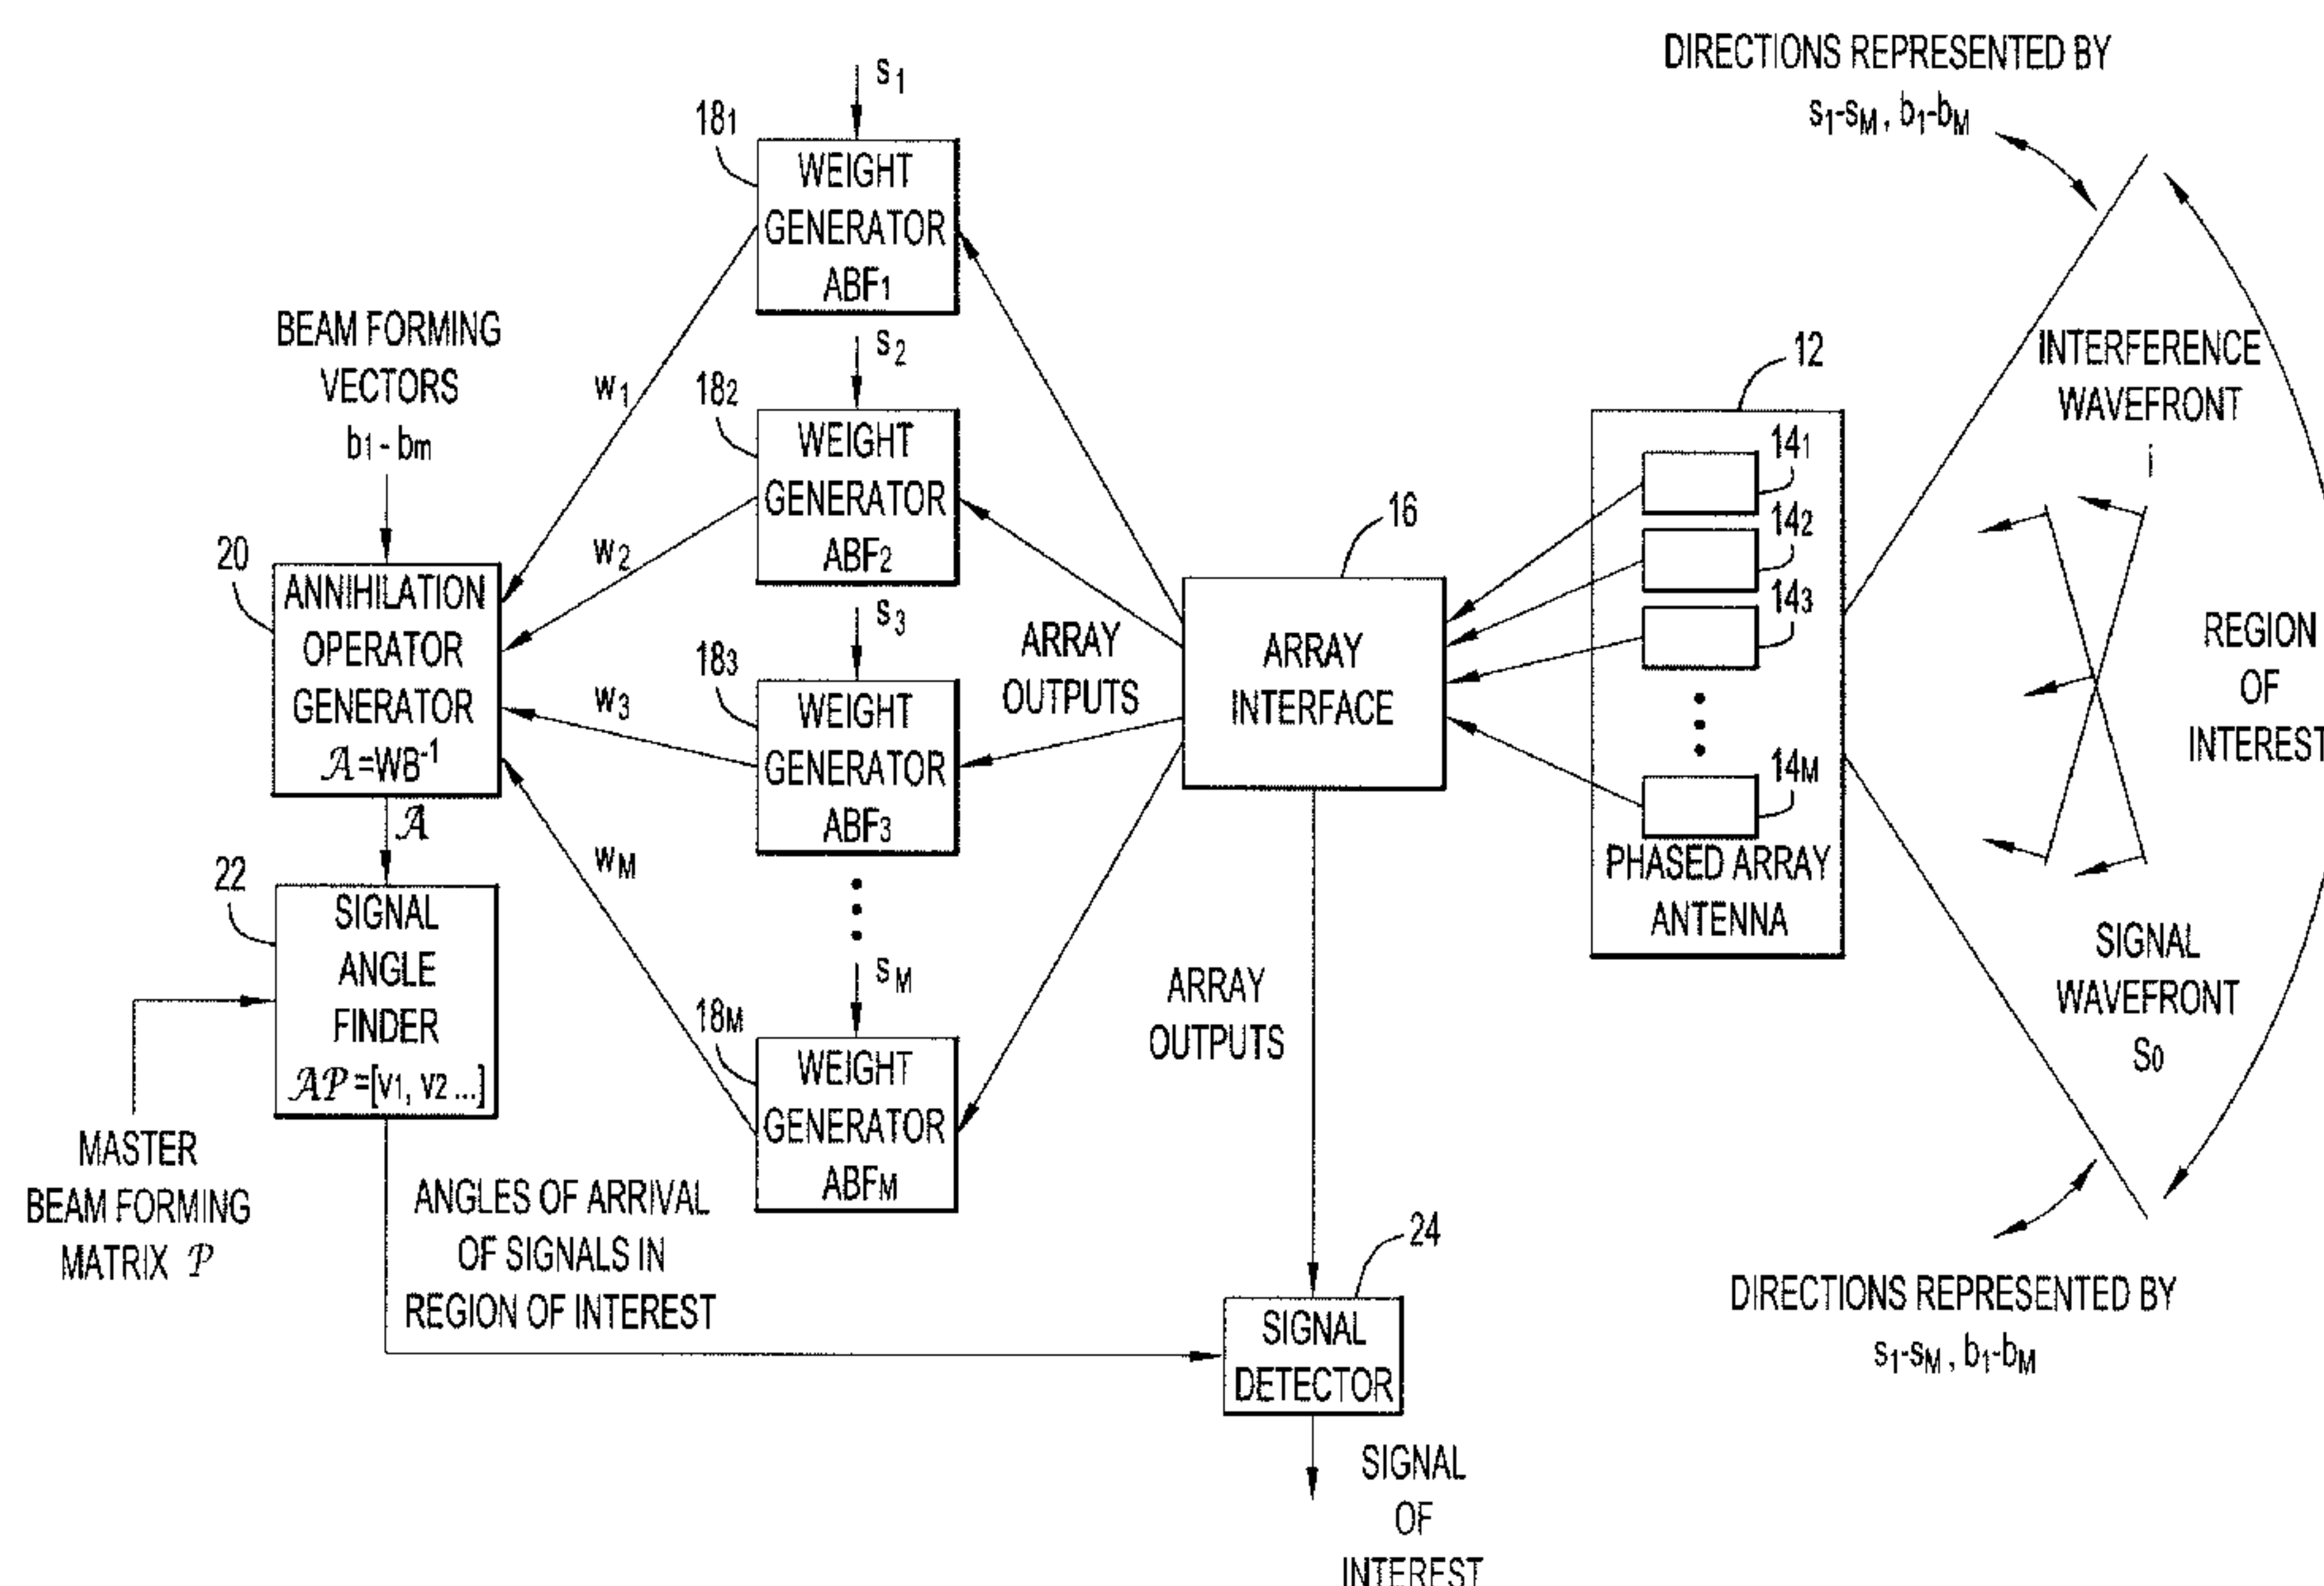 DIRECTIONS REPRESENTED BY
s1-sM, b1-bM
s1
181
WEIGHT
GENERATOR
ABF1
BEAM FORMING
VECTORS
b1 - bm
w1
s2
182
WEIGHT
GENERATOR
ABF2
w2
20
ANNIHILATION
OPERATOR
GENERATOR
𝒜=WB-1
𝒜
s3
183
WEIGHT
GENERATOR
ABF3
w3
wM
sM
18M
WEIGHT
GENERATOR
ABFM
22
SIGNAL
ANGLE
FINDER
𝒜𝒫=[v1, v2 ...]
MASTER
BEAM FORMING
MATRIX 𝒫
ANGLES OF ARRIVAL
OF SIGNALS IN
REGION OF INTEREST
ARRAY
OUTPUTS
16
ARRAY
INTERFACE
ARRAY
OUTPUTS
12
141
142
143
14M
PHASED ARRAY
ANTENNA
INTERFERENCE
WAVEFRONT
i
REGION
OF
INTEREST
SIGNAL
WAVEFRONT
S0
DIRECTIONS REPRESENTED BY
s1-sM, b1-bM
24
SIGNAL
DETECTOR
SIGNAL
OF
INTEREST